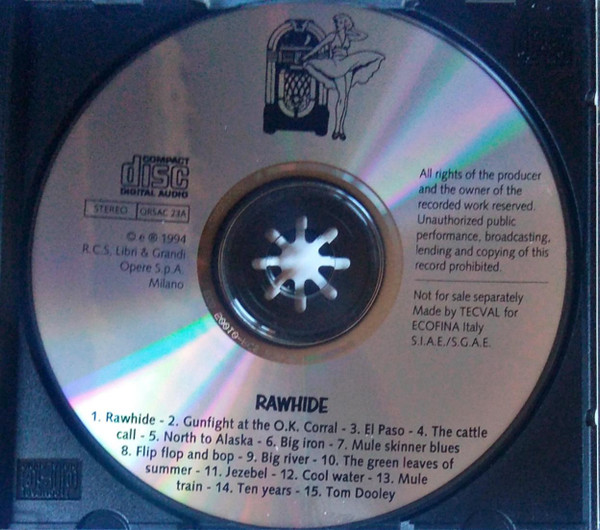 COMPACT
disc
DIGITAL AUDIO
STEREO QRSAC 23A
© e ℗ 1994
R.C.S. Libri & Grandi
Opere S.p.A.
Milano
All rights of the producer
and the owner of the
recorded work reserved.
Unauthorized public
performance, broadcasting,
lending and copying of this
record prohibited.
Not for sale separately
Made by TECVAL for
ECOFINA Italy
S.I.A.E./S.G.A.E.
RAWHIDE
1. Rawhide - 2. Gunfight at the O.K. Corral - 3. El Paso - 4. The cattle
call - 5. North to Alaska - 6. Big iron - 7. Mule skinner blues
8. Flip flop and bop - 9. Big river - 10. The green leaves of
summer - 11. Jezebel - 12. Cool water - 13. Mule
train - 14. Ten years - 15. Tom Dooley